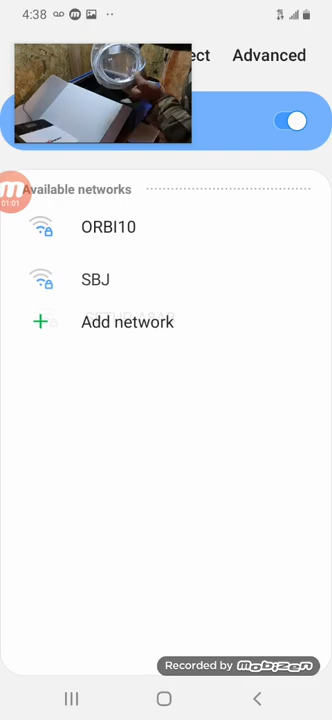 4:38
ect Advanced
Available networks
01:01
ORBI10
SBJ
Add network
Recorded by mobizen